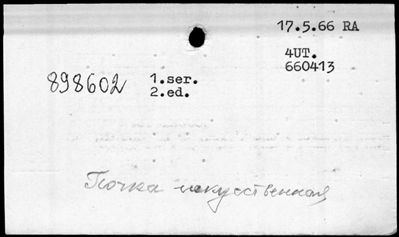 17.5.66 RA
4UT.
660413
898602
1.ser.
2.ed.
Почка искусственная